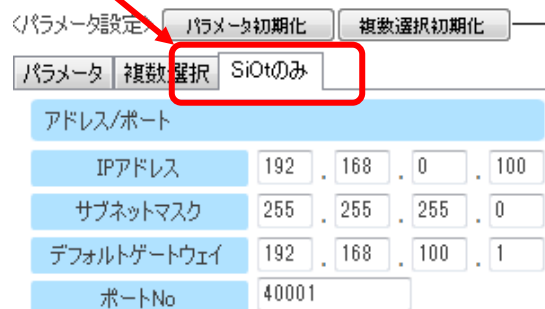 <パラメータ設定> パラメータ初期化 複数選択初期化
パラメータ 複数選択 SiOtのみ
アドレス/ポート
IPアドレス 192 . 168 . 0 . 100
サブネットマスク 255 . 255 . 255 . 0
デフォルトゲートウェイ 192 . 168 . 100 . 1
ポートNo 40001